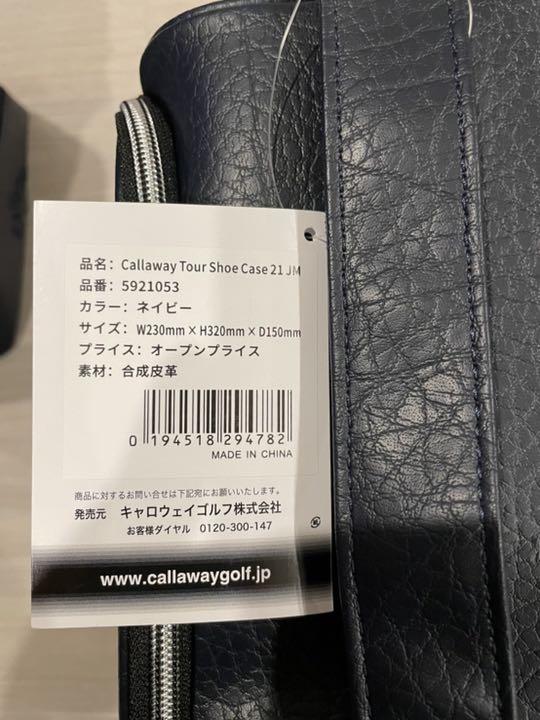 品名: Callaway Tour Shoe Case 21 JM
品番: 5921053
カラー: ネイビー
サイズ: W230mm×H320mm×D150mm
プライス: オープンプライス
素材: 合成皮革
0 194518 294782
MADE IN CHINA
商品に対するお問い合せは下記宛にお願いいたします。
発売元 キャロウェイゴルフ株式会社
お客様ダイヤル 0120-300-147
www.callawaygolf.jp